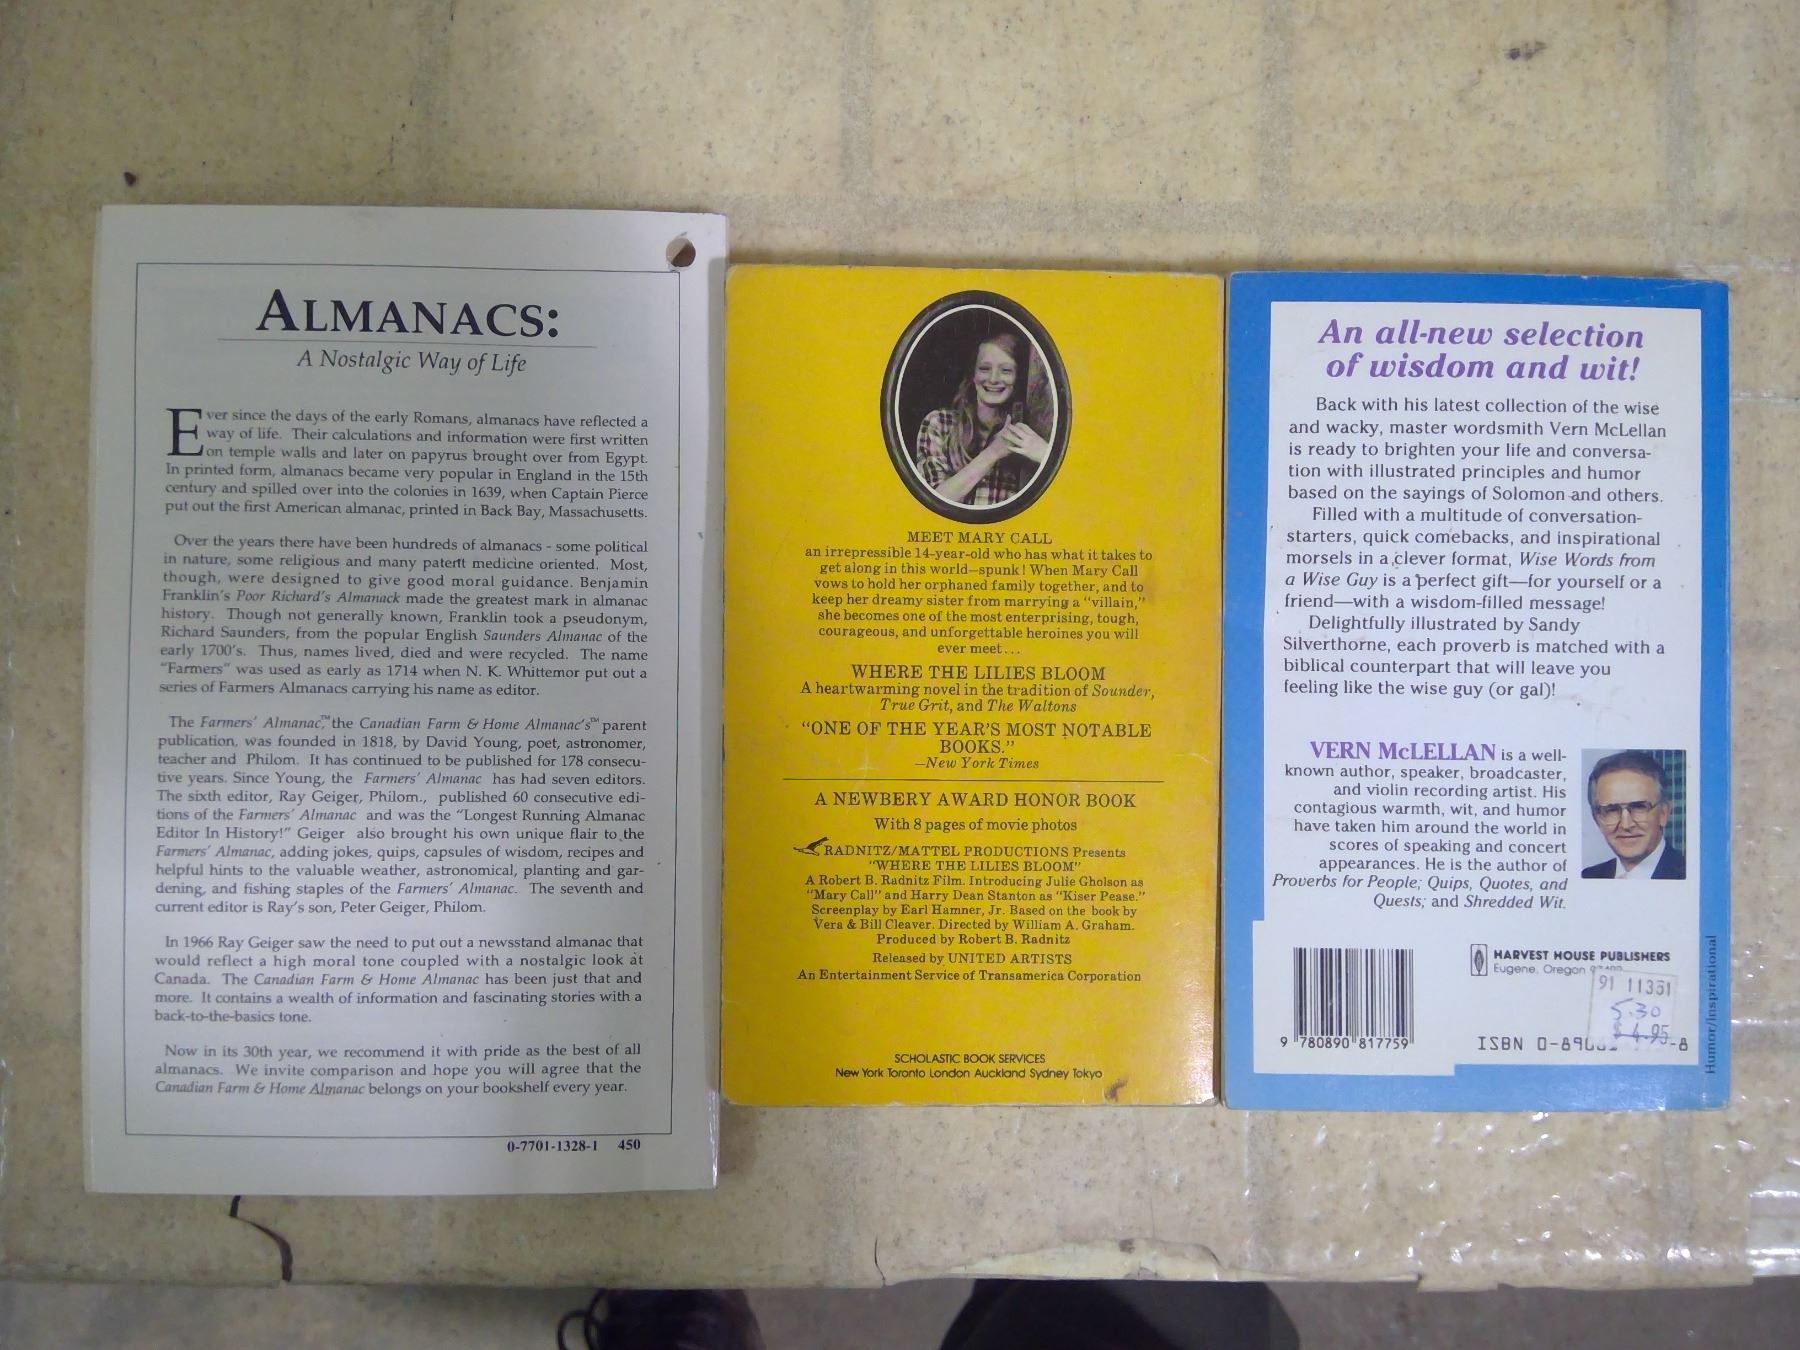 ALMANACS:
A Nostalgic Way of Life
Ever since the days of the early Romans, almanacs have reflected a
way of life. Their calculations and information were first written
on temple walls and later on papyrus brought over from Egypt.
In printed form, almanacs became very popular in England in the 15th
century and spilled over into the colonies in 1639, when Captain Pierce
put out the first American almanac, printed in Back Bay, Massachusetts.
Over the years there have been hundreds of almanacs - some political
in nature, some religious and many patent medicine oriented. Most,
though, were designed to give good moral guidance. Benjamin
Franklin's Poor Richard's Almanack made the greatest mark in almanac
history. Though not generally known, Franklin took a pseudonym,
Richard Saunders, from the popular English Saunders Almanac of the
early 1700's. Thus, names lived, died and were recycled. The name
"Farmers" was used as early as 1714 when N. K. Whittemor put out a
series of Farmers Almanacs carrying his name as editor.
The Farmers' Almanac,™ the Canadian Farm & Home Almanac's™ parent
publication, was founded in 1818, by David Young, poet, astronomer,
teacher and Philom. It has continued to be published for 178 consecu-
tive years. Since Young, the Farmers' Almanac has had seven editors.
The sixth editor, Ray Geiger, Philom., published 60 consecutive edi-
tions of the Farmers' Almanac and was the "Longest Running Almanac
Editor In History!" Geiger also brought his own unique flair to the
Farmers' Almanac, adding jokes, quips, capsules of wisdom, recipes and
helpful hints to the valuable weather, astronomical, planting and gar-
dening, and fishing staples of the Farmers' Almanac. The seventh and
current editor is Ray's son, Peter Geiger, Philom.
In 1966 Ray Geiger saw the need to put out a newsstand almanac that
would reflect a high moral tone coupled with a nostalgic look at
Canada. The Canadian Farm & Home Almanac has been just that and
more. It contains a wealth of information and fascinating stories with a
back-to-the-basics tone.
Now in its 30th year, we recommend it with pride as the best of all
almanacs. We invite comparison and hope you will agree that the
Canadian Farm & Home Almanac belongs on your bookshelf every year.
0-7701-1328-1 450
MEET MARY CALL
an irrepressible 14-year-old who has what it takes to
get along in this world—spunk! When Mary Call
vows to hold her orphaned family together, and to
keep her dreamy sister from marrying a "villain,"
she becomes one of the most enterprising, tough,
courageous, and unforgettable heroines you will
ever meet...
WHERE THE LILIES BLOOM
A heartwarming novel in the tradition of Sounder,
True Grit, and The Waltons
"ONE OF THE YEAR'S MOST NOTABLE
BOOKS."
—New York Times
A NEWBERY AWARD HONOR BOOK
With 8 pages of movie photos
RADNITZ/MATTEL PRODUCTIONS Presents
"WHERE THE LILIES BLOOM"
A Robert B. Radnitz Film. Introducing Julie Gholson as
"Mary Call" and Harry Dean Stanton as "Kiser Pease."
Screenplay by Earl Hamner, Jr. Based on the book by
Vera & Bill Cleaver. Directed by William A. Graham.
Produced by Robert B. Radnitz
Released by UNITED ARTISTS
An Entertainment Service of Transamerica Corporation
SCHOLASTIC BOOK SERVICES
New York Toronto London Auckland Sydney Tokyo
An all-new selection
of wisdom and wit!
Back with his latest collection of the wise
and wacky, master wordsmith Vern McLellan
is ready to brighten your life and conversa-
tion with illustrated principles and humor
based on the sayings of Solomon and others.
Filled with a multitude of conversation-
starters, quick comebacks, and inspirational
morsels in a clever format, Wise Words from
a Wise Guy is a perfect gift—for yourself or a
friend—with a wisdom-filled message!
Delightfully illustrated by Sandy
Silverthorne, each proverb is matched with a
biblical counterpart that will leave you
feeling like the wise guy (or gal)!
VERN McLELLAN is a well-
known author, speaker, broadcaster,
and violin recording artist. His
contagious warmth, wit, and humor
have taken him around the world in
scores of speaking and concert
appearances. He is the author of
Proverbs for People; Quips, Quotes, and
Quests; and Shredded Wit.
HARVEST HOUSE PUBLISHERS
Eugene, Oregon
91 11351
5.30
$ 4.95
ISBN 0-890 -8
9 780890 817759
Humor/Inspirational